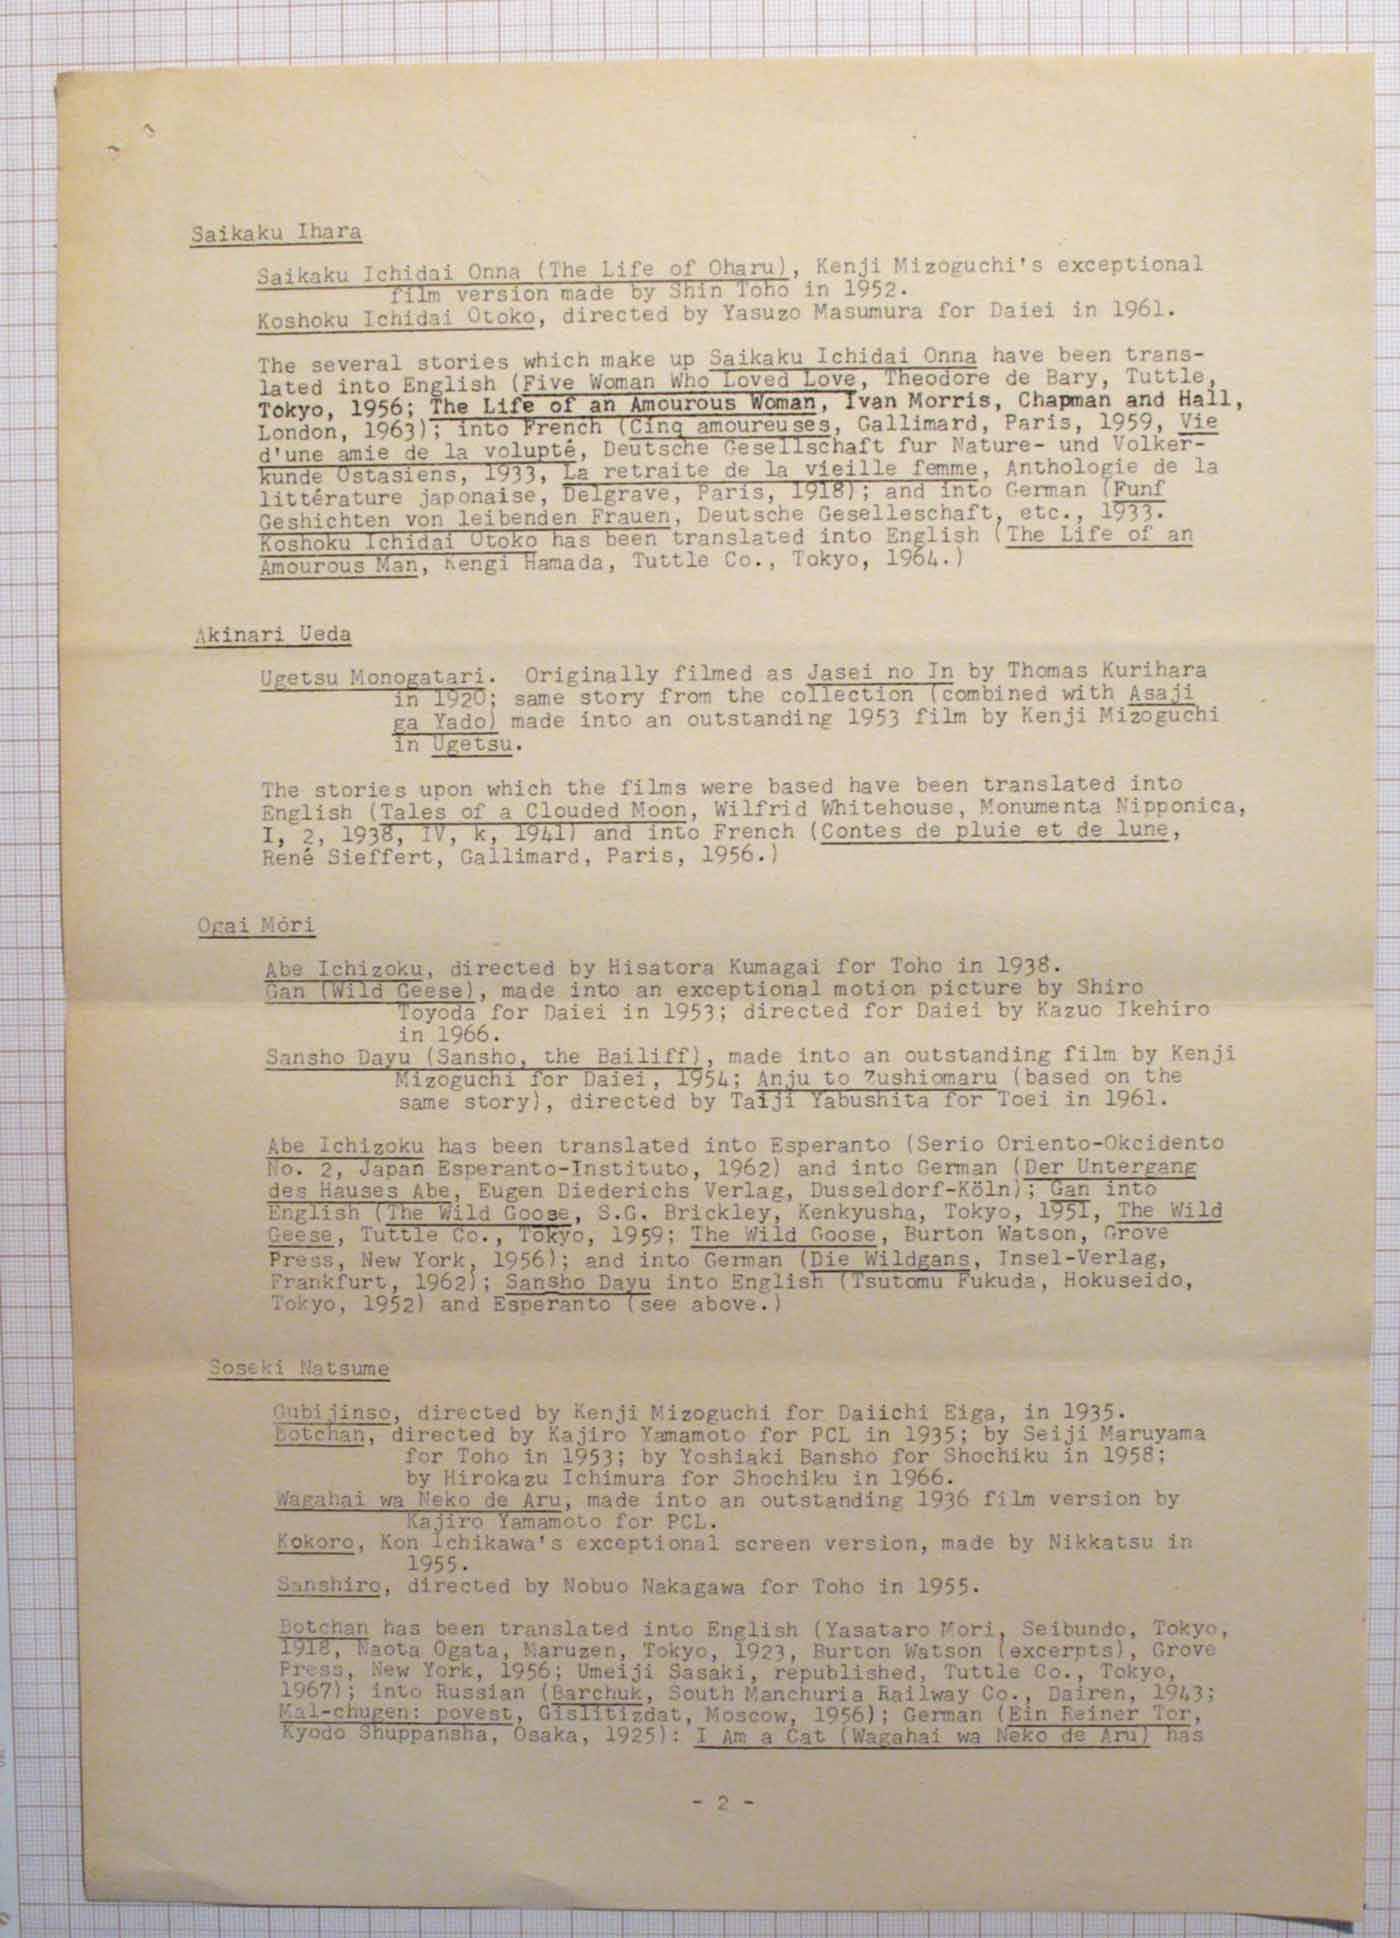 Saikaku Ihara
Saikaku Ichidai Onna (The Life of Oharu), Kenji Mizoguchi's exceptional
film version made by Shin Toho in 1952.
Koshoku Ichidai Otoko, directed by Yasuzo Masumura for Daiei in 1961.
The several stories which make up Saikaku Ichidai Onna have been trans-
lated into English (Five Woman Who Loved Love, Theodore de Bary, Tuttle,
Tokyo, 1956; The Life of an Amourous Woman, Ivan Morris, Chapman and Hall,
London, 1963); into French (Cinq amoureuses, Gallimard, Paris, 1959, Vie
d'une amie de la volupté, Deutsche Gesellschaft fur Nature- und Volker-
kunde Ostasiens, 1933, La retraite de la vieille femme, Anthologie de la
littérature japonaise, Delgrave, Paris, 1918); and into German (Funf
Geshichten von leibenden Frauen, Deutsche Geselleschaft, etc., 1933.
Koshoku Ichidai Otoko has been translated into English (The Life of an
Amourous Man, Kengi Hamada, Tuttle Co., Tokyo, 1964.)
Akinari Ueda
Ugetsu Monogatari. Originally filmed as Jasei no In by Thomas Kurihara
in 1920; same story from the collection (combined with Asaji
ga Yado) made into an outstanding 1953 film by Kenji Mizoguchi
in Ugetsu.
The stories upon which the films were based have been translated into
English (Tales of a Clouded Moon, Wilfrid Whitehouse, Monumenta Nipponica,
I, 2, 1938, IV, k, 1941) and into French (Contes de pluie et de lune,
René Sieffert, Gallimard, Paris, 1956.)
Ogai Móri
Abe Ichizoku, directed by Hisatora Kumagai for Toho in 1938.
Gan (Wild Geese), made into an exceptional motion picture by Shiro
Toyoda for Daiei in 1953; directed for Daiei by Kazuo Ikehiro
in 1966.
Sansho Dayu (Sansho, the Bailiff), made into an outstanding film by Kenji
Mizoguchi for Daiei, 1954; Anju to Zushiomaru (based on the
same story), directed by Taiji Yabushita for Toei in 1961.
Abe Ichizoku has been translated into Esperanto (Serio Oriento-Okcidento
No. 2, Japan Esperanto-Instituto, 1962) and into German (Der Untergang
des Hauses Abe, Eugen Diederichs Verlag, Dusseldorf-Köln); Gan into
English (The Wild Goose, S.G. Brickley, Kenkyusha, Tokyo, 1951, The Wild
Geese, Tuttle Co., Tokyo, 1959; The Wild Goose, Burton Watson, Grove
Press, New York, 1956); and into German (Die Wildgans, Insel-Verlag,
Frankfurt, 1962); Sansho Dayu into English (Tsutomu Fukuda, Hokuseido,
Tokyo, 1952) and Esperanto (see above.)
Soseki Natsume
Gubijinso, directed by Kenji Mizoguchi for Daiichi Eiga, in 1935.
Botchan, directed by Kajiro Yamamoto for PCL in 1935; by Seiji Maruyama
for Toho in 1953; by Yoshiaki Bansho for Shochiku in 1958;
by Hirokazu Ichimura for Shochiku in 1966.
Wagahai wa Neko de Aru, made into an outstanding 1936 film version by
Kajiro Yamamoto for PCL.
Kokoro, Kon Ichikawa's exceptional screen version, made by Nikkatsu in
1955.
Sanshiro, directed by Nobuo Nakagawa for Toho in 1955.
Botchan has been translated into English (Yasataro Mori, Seibundo, Tokyo,
1918, Naota Ogata, Maruzen, Tokyo, 1923, Burton Watson (excerpts), Grove
Press, New York, 1956; Umeiji Sasaki, republished, Tuttle Co., Tokyo,
1967); into Russian (Barchuk, South Manchuria Railway Co., Dairen, 1943;
Mal-chugen: povest, Gislitizdat, Moscow, 1956); German (Ein Reiner Tor,
Kyodo Shuppansha, Osaka, 1925): I Am a Cat (Wagahai wa Neko de Aru) has
- 2 -